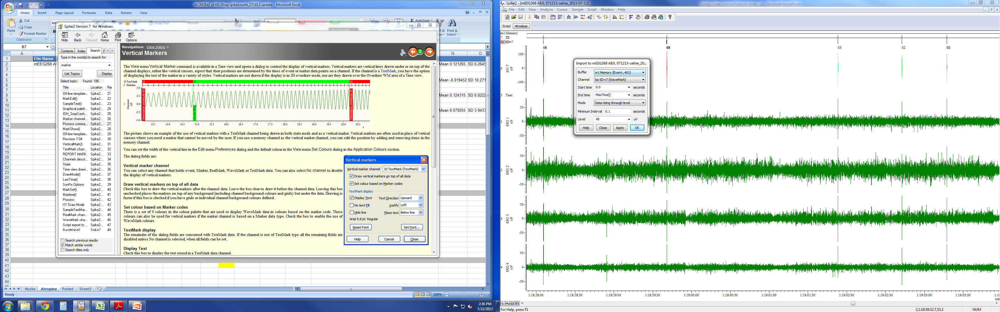 WORKING of KK-Drug spikecounts_071813 update - Microsoft Excel
Home Insert Page Layout Formulas Data Review View
Paste
Cut
Copy
Format Painter
Clipboard
AutoSum
Find &
Select
B7
A N O
File Name
mEEG268 A
Mean 0.121265 SD 6.2645
Mean -0.019452 SD 10.271
Mean 0.124315 SD 6.8222
Mean 0.079255 SD 3.9433
1
2
3
4
5
6
7
8
9
10
11
12
13
14
15
16
17
18
19
20
21
22
23
24
25
26
27
28
29
30
31
32
33
34
35
36
37
38
39
40
41
42
43
44
Mucke Atropine Pooled Sheet3
Ready
100%
Spike2 Version 7 for Windows
Hide Back Forward Home Print Options
Contents Index Search F
Type in the word(s) to search for:
marker
List Topics Display
Select topic: Found: 186
Title Location Rar
Off-line template... Spike2... 21
MarkEdit() Spike2... 22
SampleText() Spike2... 23
Graphical palett... Spike2... 24
IDH_SmpCrash... Spike2... 25
Marker channel... Spike2... 26
Process comma... Spike2... 27
MarkShow() Spike2... 28
Off-line template... Spike2... 29
Revision 7.04 Spike2... 30
VerticalMark() Spike2... 31
TextMark chan... Spike2... 32
REPORT MARK Spike2... 33
Channels descri... Spike2... 34
State Spike2... 35
Time view drawi... Spike2... 36
DrawMode() Spike2... 37
LastTime() Spike2... 38
SonFix Options Spike2... 39
MarkSet() Spike2... 40
Maxtime() Spike2... 41
Process Spike2... 42
XY Draw Mode Spike2... 43
SampleTextMar... Spike2... 44
RealMark chan... Spike2... 45
WaveMark cha... Spike2... 46
Script export to ... Spike2... 47
BurstMake() Spike2... 48
Search previous results
Match similar words
Search titles only
Navigation: View menu >
Vertical Markers
The View menu Vertical Marker command is available in a Time view and opens a dialog to control the display of vertical markers. Vertical markers are vertical lines drawn under or on top of the
channel displays, rather like vertical cursors, expect that their positions are determined by the times of event or marker data points on a channel. If the channel is a TextMark, you have the option
of displaying the text of the marker in a variety of styles. Vertical markers are not drawn if the display is in 3D overdraw mode, nor are they drawn over the Overdraw WM area of a Time view.
10 TextMark 04 02 04
2 Stimulus
5.0
2.5
0.0
-2.5
-5.0
1 Sinewave mV
Stimulation amplitude 60
12 cm H2O
Stimulation amplitude 20
13.5 14.0 14.5 15.0 15.5 16.0 16.5 17.0 17.5 18.0 18.5 19.0 19.5 20.0 20.5
s
The picture shows an example of the use of vertical markers with a TextMark channel being drawn in both state mode and as a vertical marker. Vertical markers are often used in place of vertical
cursors where you need a marker that cannot be moved by the user. If you use a memory channel as the vertical marker channel, you can edit the position by adding and removing items in the
memory channel.
You can set the width of the vertical line in the Edit menu Preferences dialog and the default colour in the View menu Set Colours dialog in the Application Colours section.
The dialog fields are:
Vertical marker channel
You can select any channel that holds event, Marker, RealMark, WaveMark or TextMark data. You can also select No channel to disable
the display of vertical markers.
Draw vertical markers on top of all data
Check this box to draw the vertical markers after the channel data. Leave the box clear to draw it before the channel data. Leaving this box
unchecked places the markers on top of any background (including channel background colours and grids) but under the data. Drawing is
faster if this box is checked if you have grids or individual channel background colours defined.
Set colour based on Marker codes
There is a set of 9 colours in the colour palette that are used to display WaveMark data in colours based on the marker code. These
colours can also be used for vertical markers if the marker channel is based on a Marker data type. Check the box to enable the use of
WaveMark colours.
TextMark display
The remainder of the dialog fields are concerned with TextMark data. If the channel is not of TextMark type all the remaining fields are
disabled unless No channel is selected, when all fields can be set.
Display Text
Check this box to display the text stored in a TextMark data channel.
Vertical markers
Vertical marker channel 10 TextMark (TextMark)
Draw vertical markers on top of all data
Set colour based on Marker codes
TextMark display
Display Text Text Direction Upward
No text Fill Justify Left
Hide line Place text Below line
Arial 9.8 pt Regular
Reset Font Set Font...
Help Cancel Close
2:36 PM
7/22/2013
Spike2 - [mEEG268 ABJL 071213-saline_2013-07-12]
File Edit View Analysis Cursor Sample Script Window Help
Script 4trodese
m1 Memory
7 IIS
6a SD=7
03 02 02
100
0
-100
6 SD=7 uV
5 Text
50
0
-50
1 EEG 1 uV
50
0
-50
2 EEG 2 uV
50
0
-50
3 EEG 3 uV
50
0
-50
4 EEG 4 uV
1:18:58:00 1:18:58:30 1:18:59:00 1:18:59:30 1:19:00:00 1:19:00:30 1:19:01:00 1:19:01:30 1:19:02:00 1:19:02:30 1:19:03:00 1:19:03:30 1:19
tod
Import to mEEG268 ABJL 071213-saline_20...
Buffer m1 Memory (Event-,401)
Channel 6a SD=7 (WaveMark)
Start time 0.0 seconds
End time MaxTime() seconds
Mode Data rising through level
Minimum Interval 0.1 seconds
Level 49 uV
Help Close Apply OK
For Help, press F1
2,1:18:59:32.7,53.2 NUM